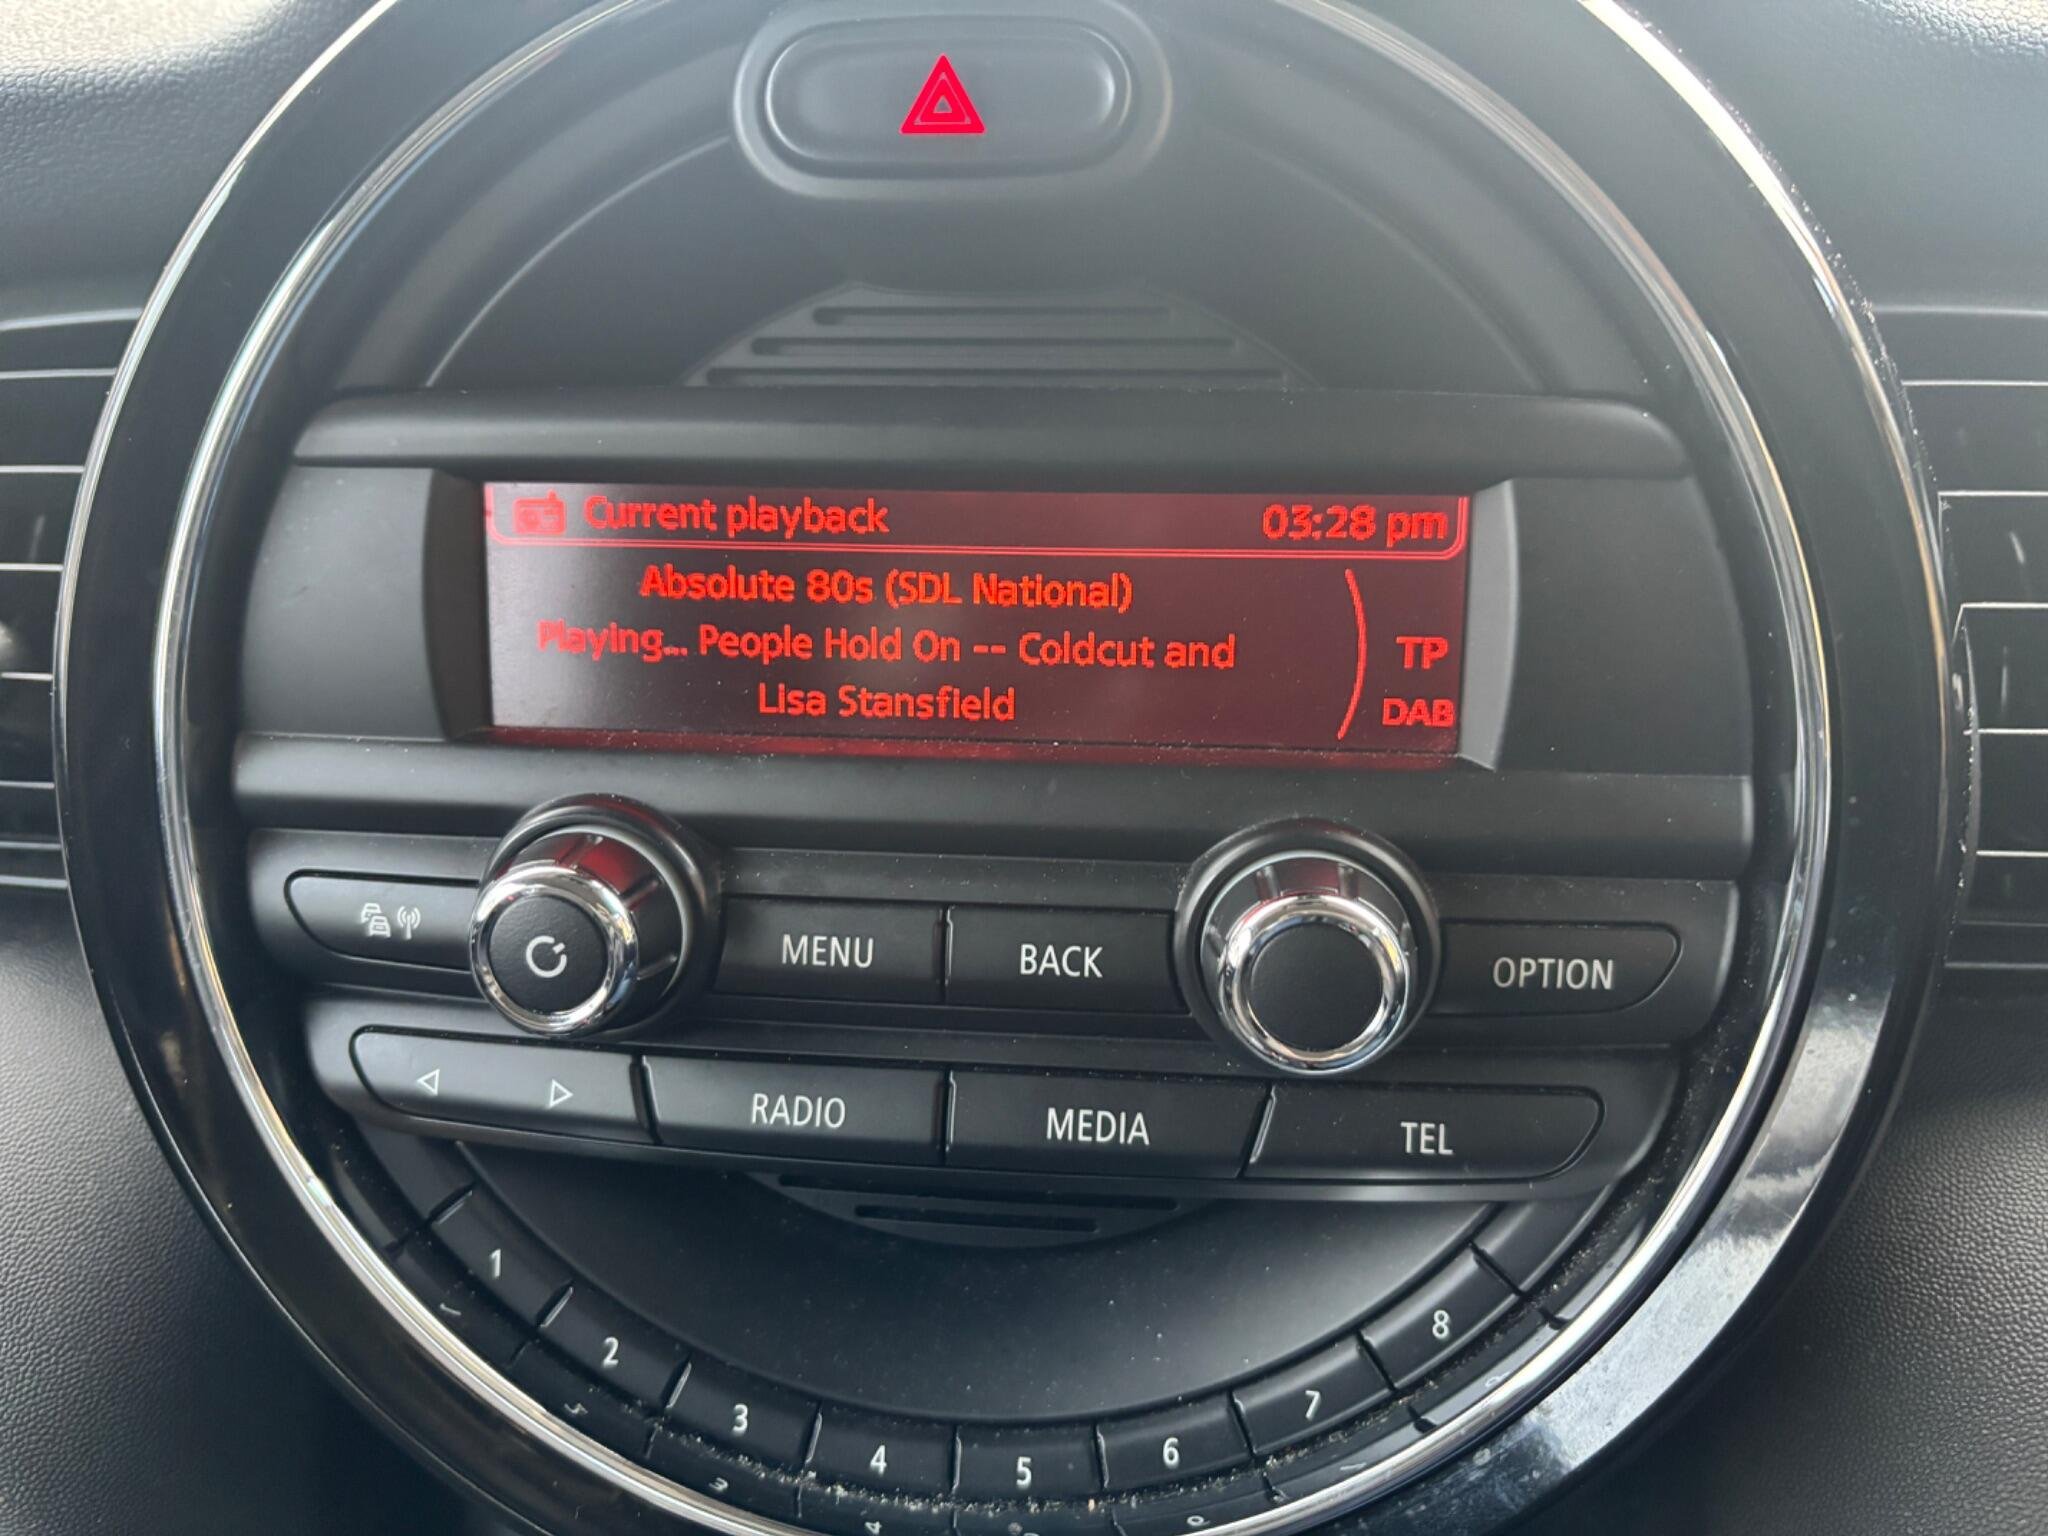 Current playback 03:28 pm
Absolute 80s (SDL National)
Playing... People Hold On -- Coldcut and
Lisa Stansfield
TP
DAB
MENU BACK OPTION
RADIO MEDIA TEL
1 2 3 4 5 6 7 8